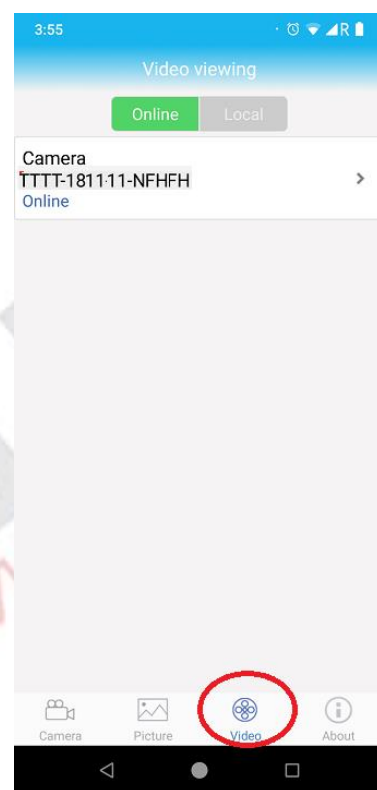 3:55
R
Video viewing
Online
Local
Camera
TTTT-181111-NFHFH
Online
Camera
Picture
Video
About